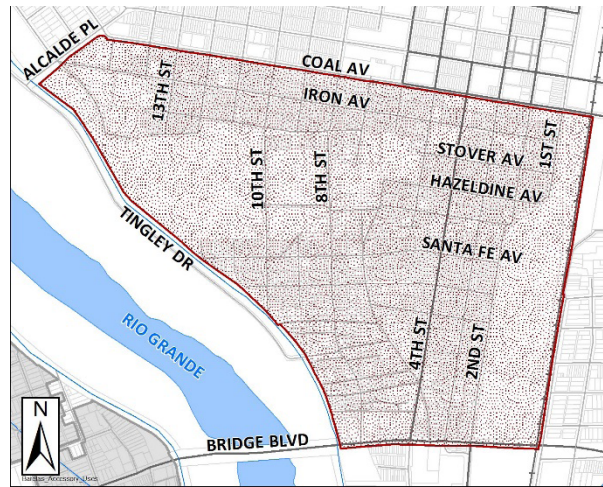 ALCALDE PL
COAL AV
IRON AV
13TH ST
1ST ST
STOVER AV
10TH ST
8TH ST
HAZELDINE AV
TINGLEY DR
SANTA FE AV
RIO GRANDE
4TH ST
2ND ST
N
BRIDGE BLVD
Barelas_Accessory_Uses